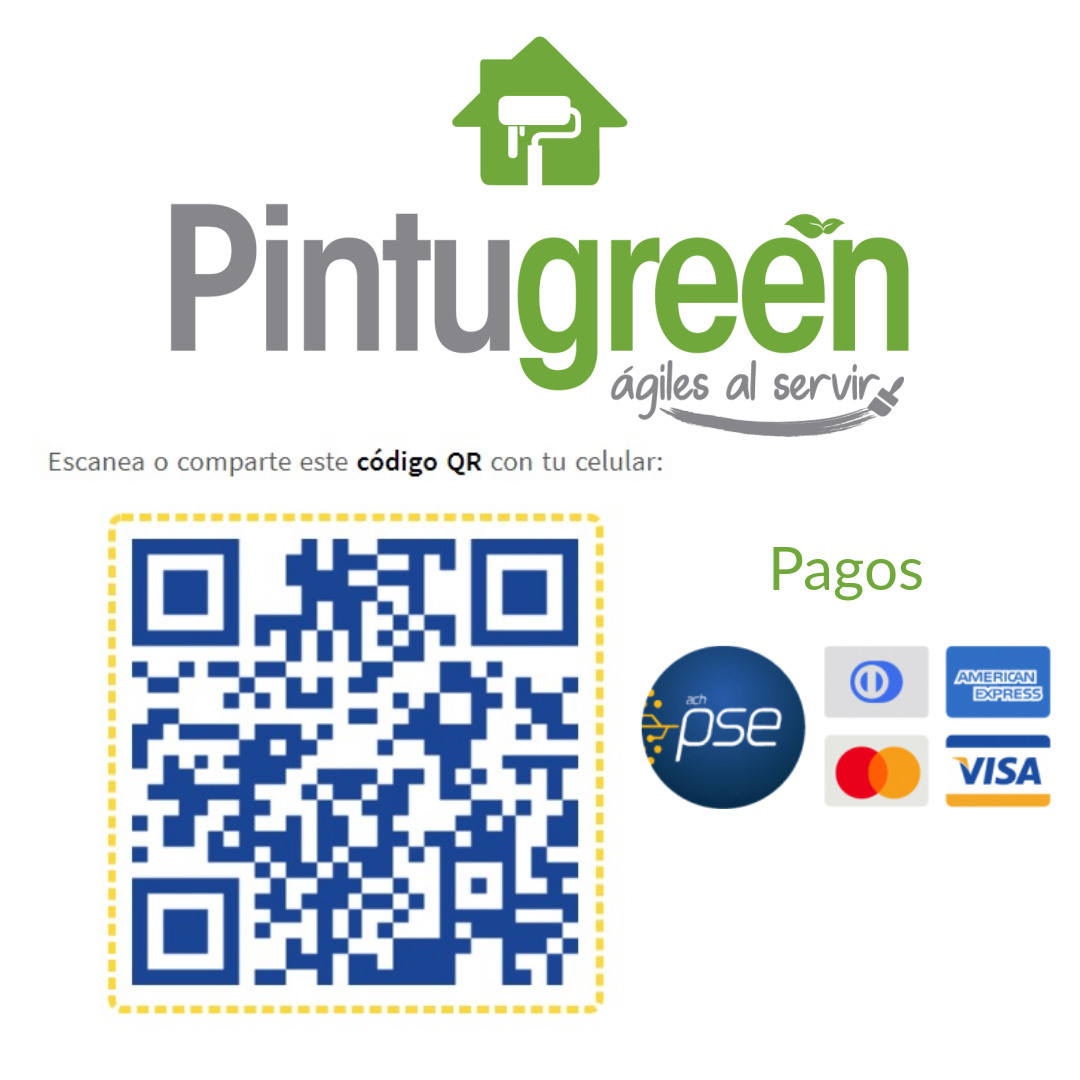 Pintugreen
ágiles al servir
Escanea o comparte este código QR con tu celular:
Pagos
ach
pse
AMERICAN
EXPRESS
VISA